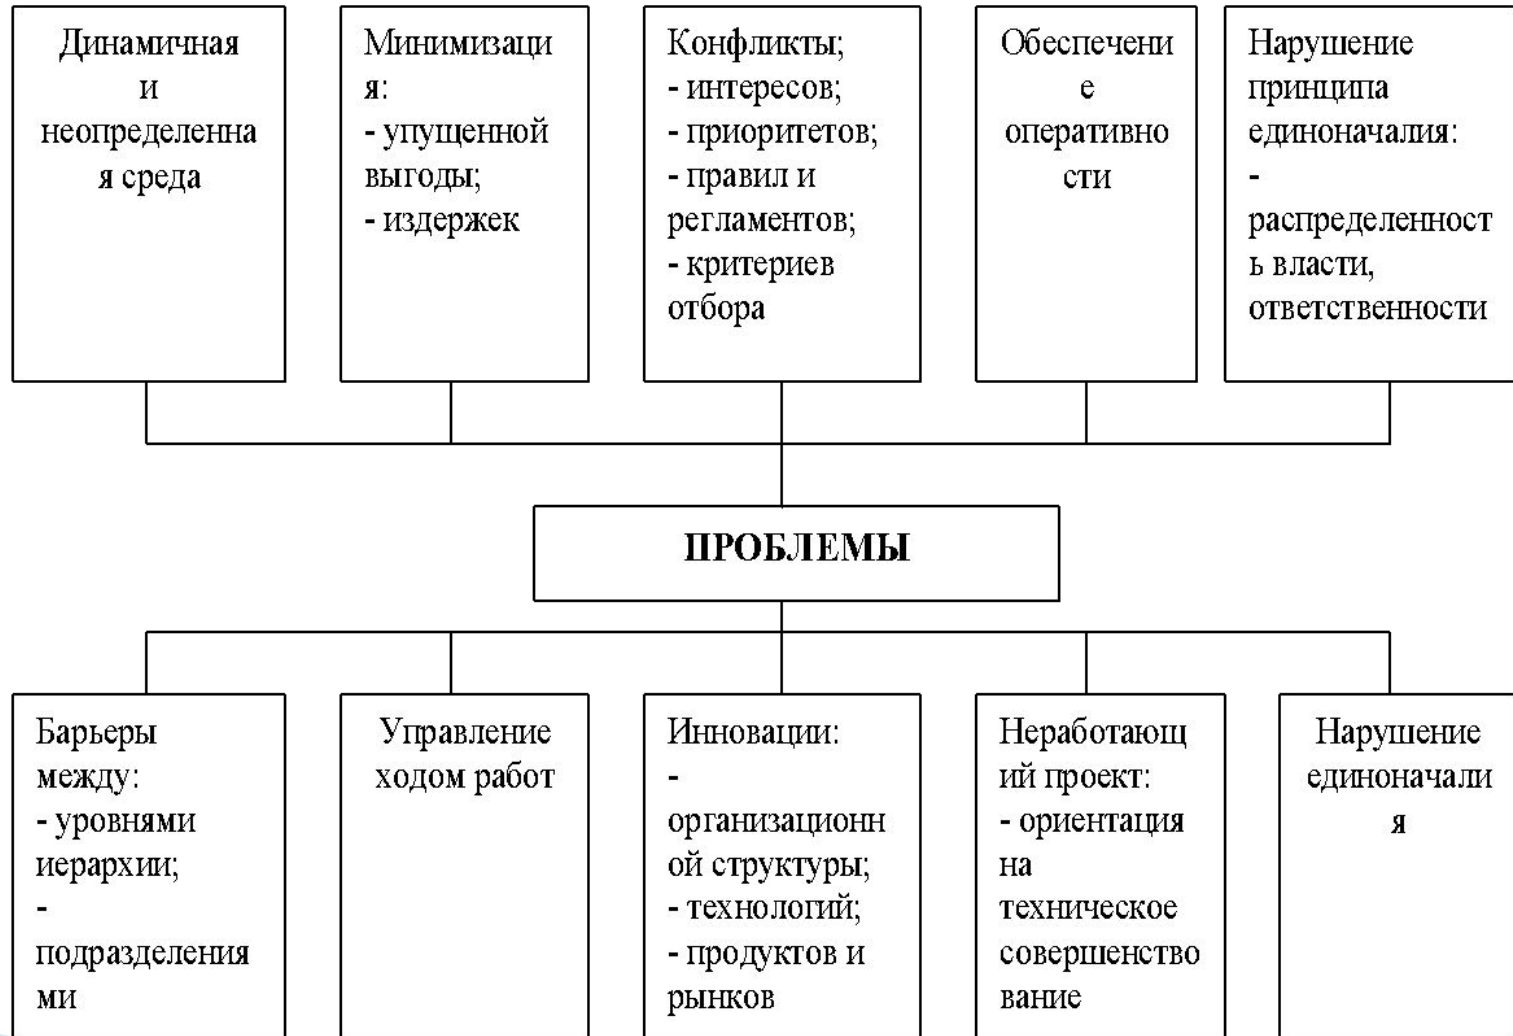 Динамичная
и
неопределенна
я среда
Минимизаци
я:
- упущенной
выгоды;
- издержек
Конфликты;
- интересов;
- приоритетов;
- правил и
регламентов;
- критериев
отбора
Обеспечени
е
оперативно
сти
Нарушение
принципа
единоначалия:
-
распределенност
ь власти,
ответственности
ПРОБЛЕМЫ
Барьеры
между:
- уровнями
иерархии;
-
подразделения
ми
Управление
ходом работ
Инновации:
-
организационн
ой структуры;
- технологий;
- продуктов и
рынков
Неработающ
ий проект:
- ориентация
на
техническое
совершенство
вание
Нарушение
единоначали
я